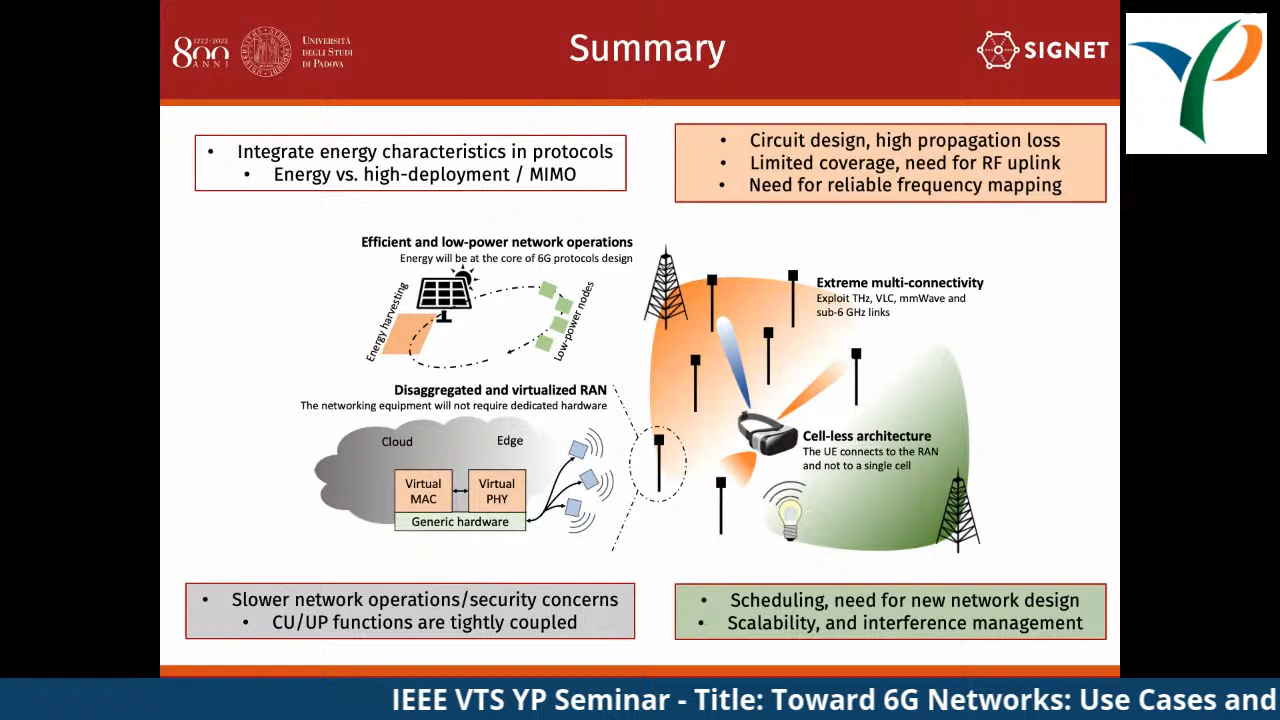 800
1222-2022
ANNI
UNIVERSITÀ
DEGLI STUDI
DI PADOVA
Summary
SIGNET
• Integrate energy characteristics in protocols
• Energy vs. high-deployment / MIMO
• Circuit design, high propagation loss
• Limited coverage, need for RF uplink
• Need for reliable frequency mapping
Efficient and low-power network operations
Energy will be at the core of 6G protocols design
Energy harvesting
Low-power nodes
Extreme multi-connectivity
Exploit THz, VLC, mmWave and
sub-6 GHz links
Disaggregated and virtualized RAN
The networking equipment will not require dedicated hardware
Cloud
Edge
Virtual
MAC
Virtual
PHY
Generic hardware
Cell-less architecture
The UE connects to the RAN
and not to a single cell
• Slower network operations/security concerns
• CU/UP functions are tightly coupled
• Scheduling, need for new network design
• Scalability, and interference management
IEEE VTS YP Seminar - Title: Toward 6G Networks: Use Cases and